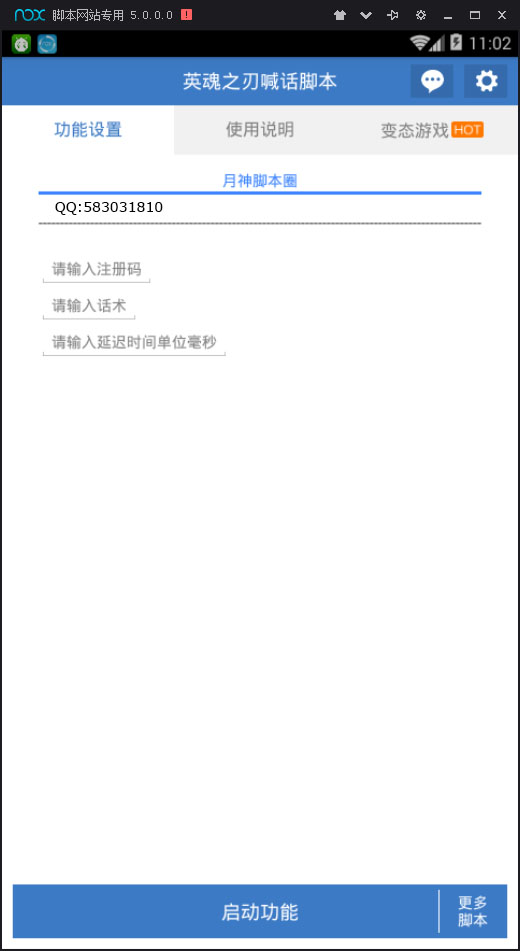 nox 脚本网站专用 5.0.0.0
11:02
英魂之刃喊话脚本
功能设置 使用说明 变态游戏 HOT
月神脚本圈
QQ:583031810
请输入注册码
请输入话术
请输入延迟时间单位毫秒
启动功能
更多
脚本